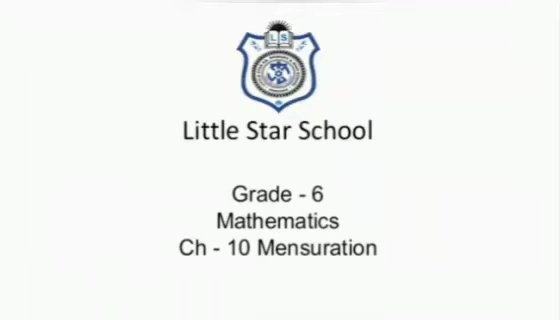 L S
Little Star School
Grade - 6
Mathematics
Ch - 10 Mensuration